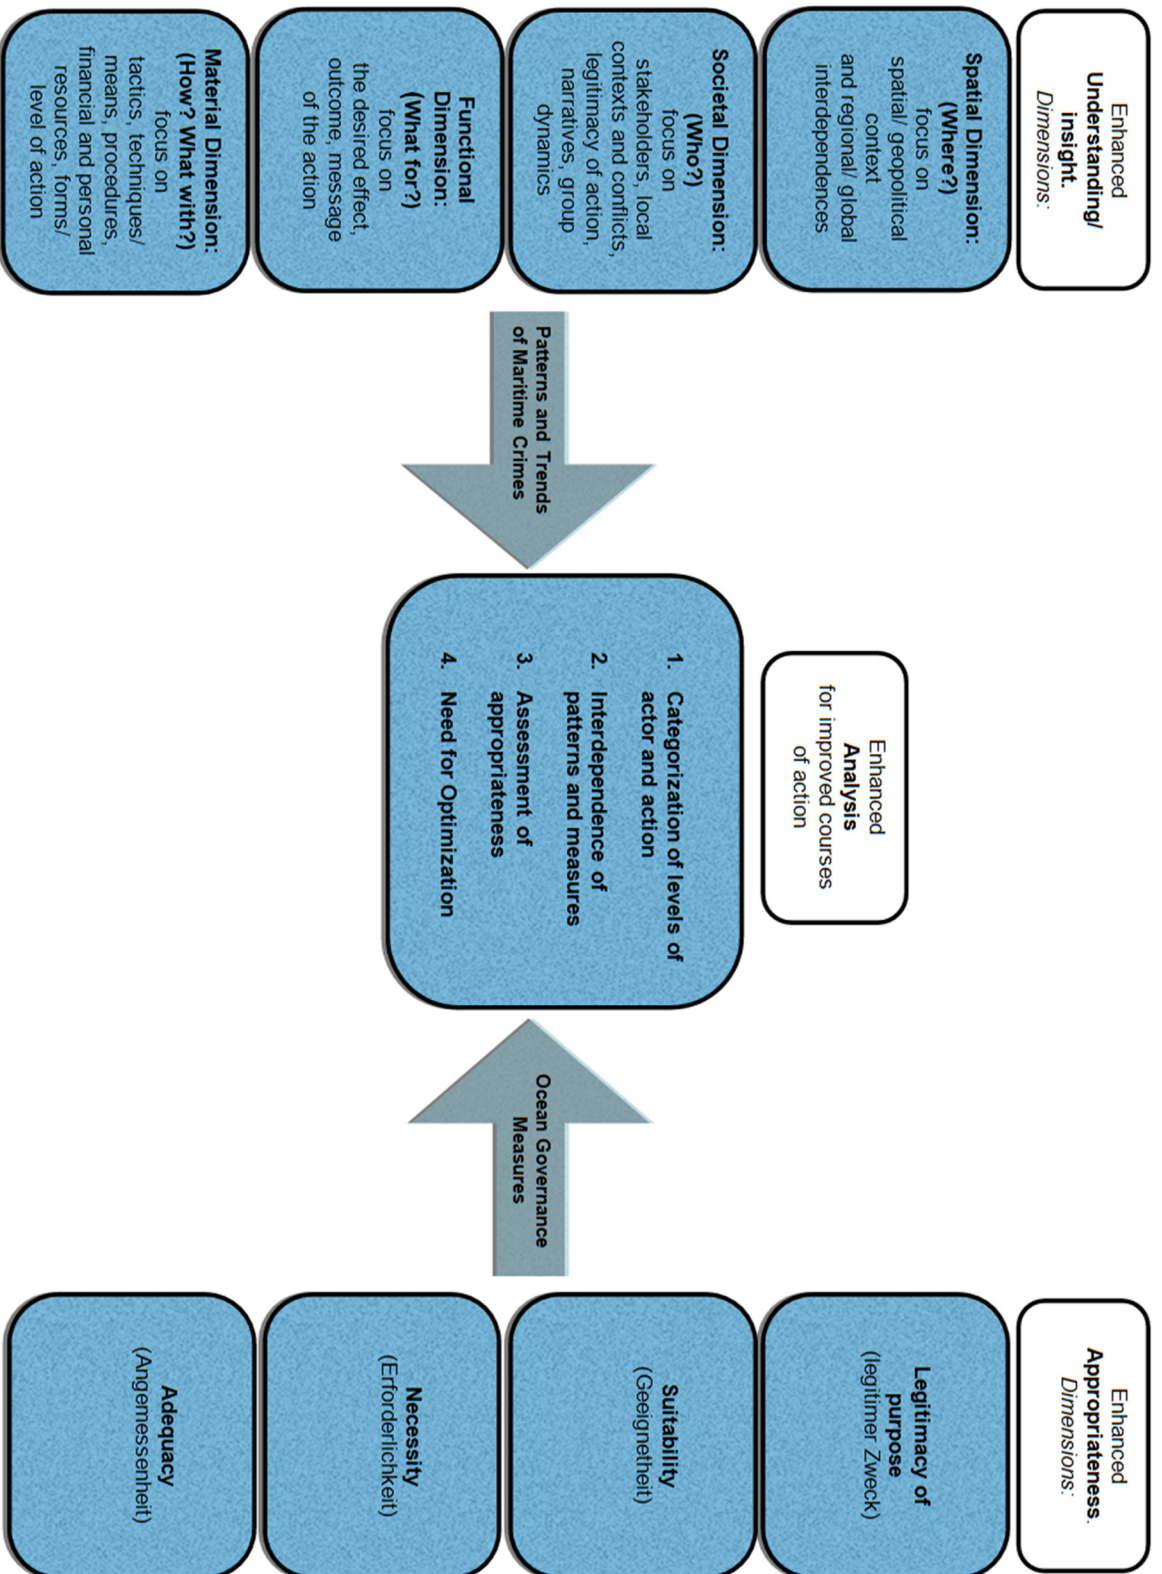 Enhanced
Understanding/
insight.
Dimensions:
Spatial Dimension:
(Where?)
focus on
spatial/ geopolitical
context
and regional/ global
interdependences
Societal Dimension:
(Who?)
focus on
stakeholders, local
contexts and conflicts,
legitimacy of action,
narratives, group
dynamics
Functional
Dimension:
(What for?)
focus on
the desired effect,
outcome, message
of the action
Material Dimension:
(How? What with?)
focus on
tactics, techniques/
means, procedures,
financial and personal
resources, forms/
level of action
Patterns and Trends
of Maritime Crimes
Enhanced
Analysis
for improved courses
of action
1. Categorization of levels of
actor and action
2. Interdependence of
patterns and measures
3. Assessment of
appropriateness
4. Need for Optimization
Ocean Governance
Measures
Enhanced
Appropriateness.
Dimensions:
Legitimacy of
purpose
(legitimer Zweck)
Suitability
(Geeignetheit)
Necessity
(Erforderlichkeit)
Adequacy
(Angemessenheit)